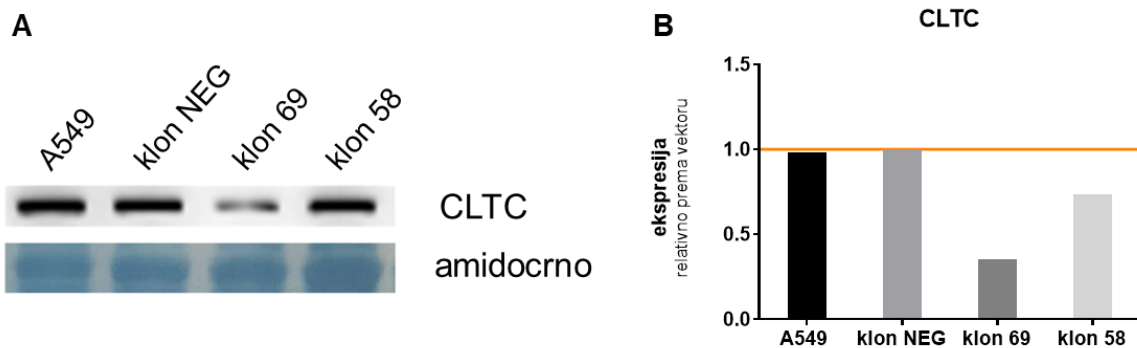 A
A549
klon NEG
klon 69
klon 58
CLTC
amidocrno
B
CLTC
ekspresija
relativno prema vektoru
1.5
1.0
0.5
0.0
A549
klon NEG
klon 69
klon 58